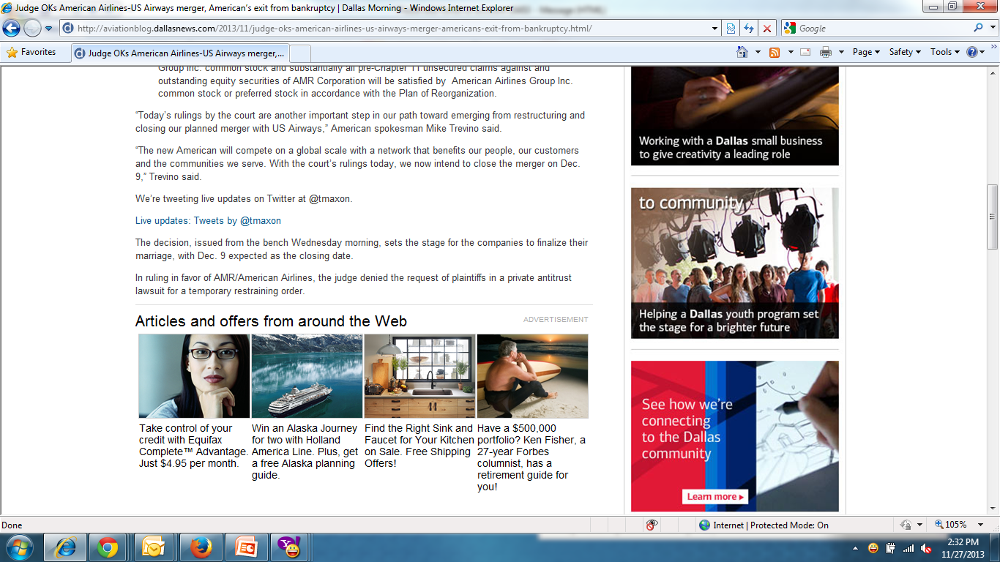 Judge OKs American Airlines-US Airways merger, American's exit from bankruptcy | Dallas Morning - Windows Internet Explorer
http://aviationblog.dallasnews.com/2013/11/judge-oks-american-airlines-us-airways-merger-americans-exit-from-bankruptcy.html/
Google
Favorites
Judge OKs American Airlines-US Airways merger,...
Page
Safety
Tools
Group Inc. common stock and substantially all pre-Chapter 11 unsecured claims against and
outstanding equity securities of AMR Corporation will be satisfied by American Airlines Group Inc.
common stock or preferred stock in accordance with the Plan of Reorganization.
“Today’s rulings by the court are another important step in our path toward emerging from restructuring and
closing our planned merger with US Airways,” American spokesman Mike Trevino said.
“The new American will compete on a global scale with a network that benefits our people, our customers
and the communities we serve. With the court’s rulings today, we now intend to close the merger on Dec.
9,” Trevino said.
We’re tweeting live updates on Twitter at @tmaxon.
Live updates: Tweets by @tmaxon
The decision, issued from the bench Wednesday morning, sets the stage for the companies to finalize their
marriage, with Dec. 9 expected as the closing date.
In ruling in favor of AMR/American Airlines, the judge denied the request of plaintiffs in a private antitrust
lawsuit for a temporary restraining order.
Articles and offers from around the Web
ADVERTISEMENT
Take control of your
credit with Equifax
Complete™ Advantage.
Just $4.95 per month.
Win an Alaska Journey
for two with Holland
America Line. Plus, get
a free Alaska planning
guide.
Find the Right Sink and
Faucet for Your Kitchen
on Sale. Free Shipping
Offers!
Have a $500,000
portfolio? Ken Fisher, a
27-year Forbes
columnist, has a
retirement guide for
you!
Working with a Dallas small business
to give creativity a leading role
to community
Helping a Dallas youth program set
the stage for a brighter future
See how we’re
connecting
to the Dallas
community
Learn more
Done
Internet | Protected Mode: On
105%
2:32 PM
11/27/2013